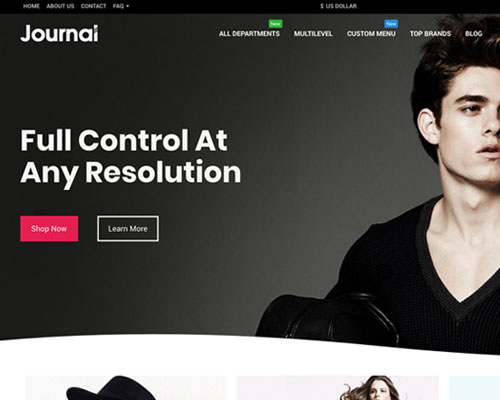 HOME ABOUT US CONTACT FAQ
$ US DOLLAR
Journal
New
New
ALL DEPARTMENTS MULTILEVEL CUSTOM MENU TOP BRANDS BLOG
Full Control At
Any Resolution
Shop Now
Learn More